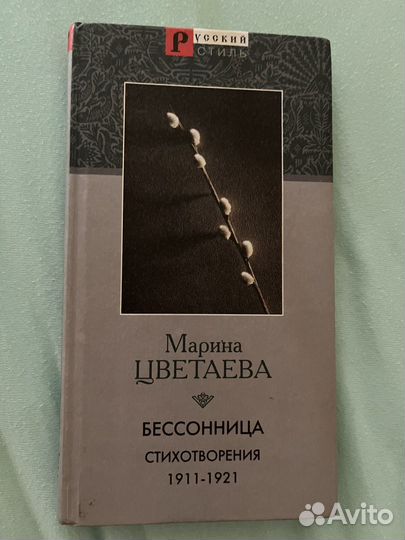 Русский
стиль
Марина
ЦВЕТАЕВА
БЕССОННИЦА
СТИХОТВОРЕНИЯ
1911-1921
Avito